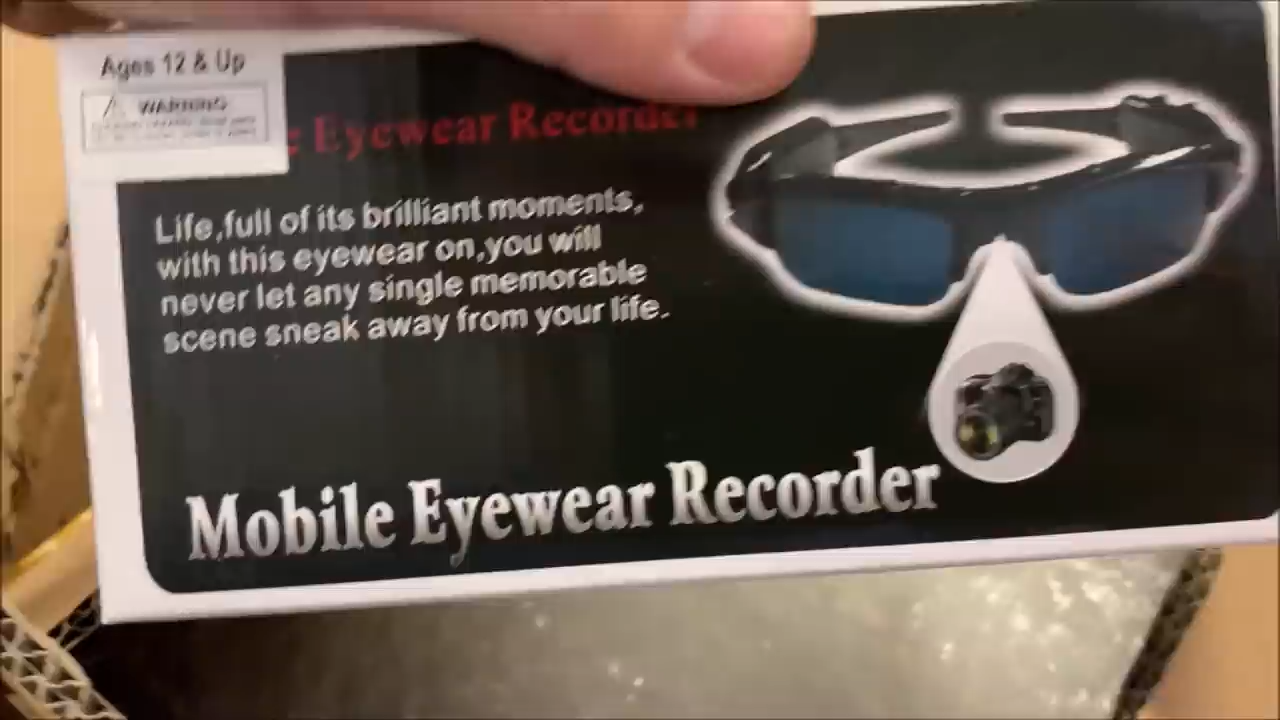 Ages 12 & Up
WARNING
Eyewear Recorder
Life,full of its brilliant moments,
with this eyewear on,you will
never let any single memorable
scene sneak away from your life.
Mobile Eyewear Recorder